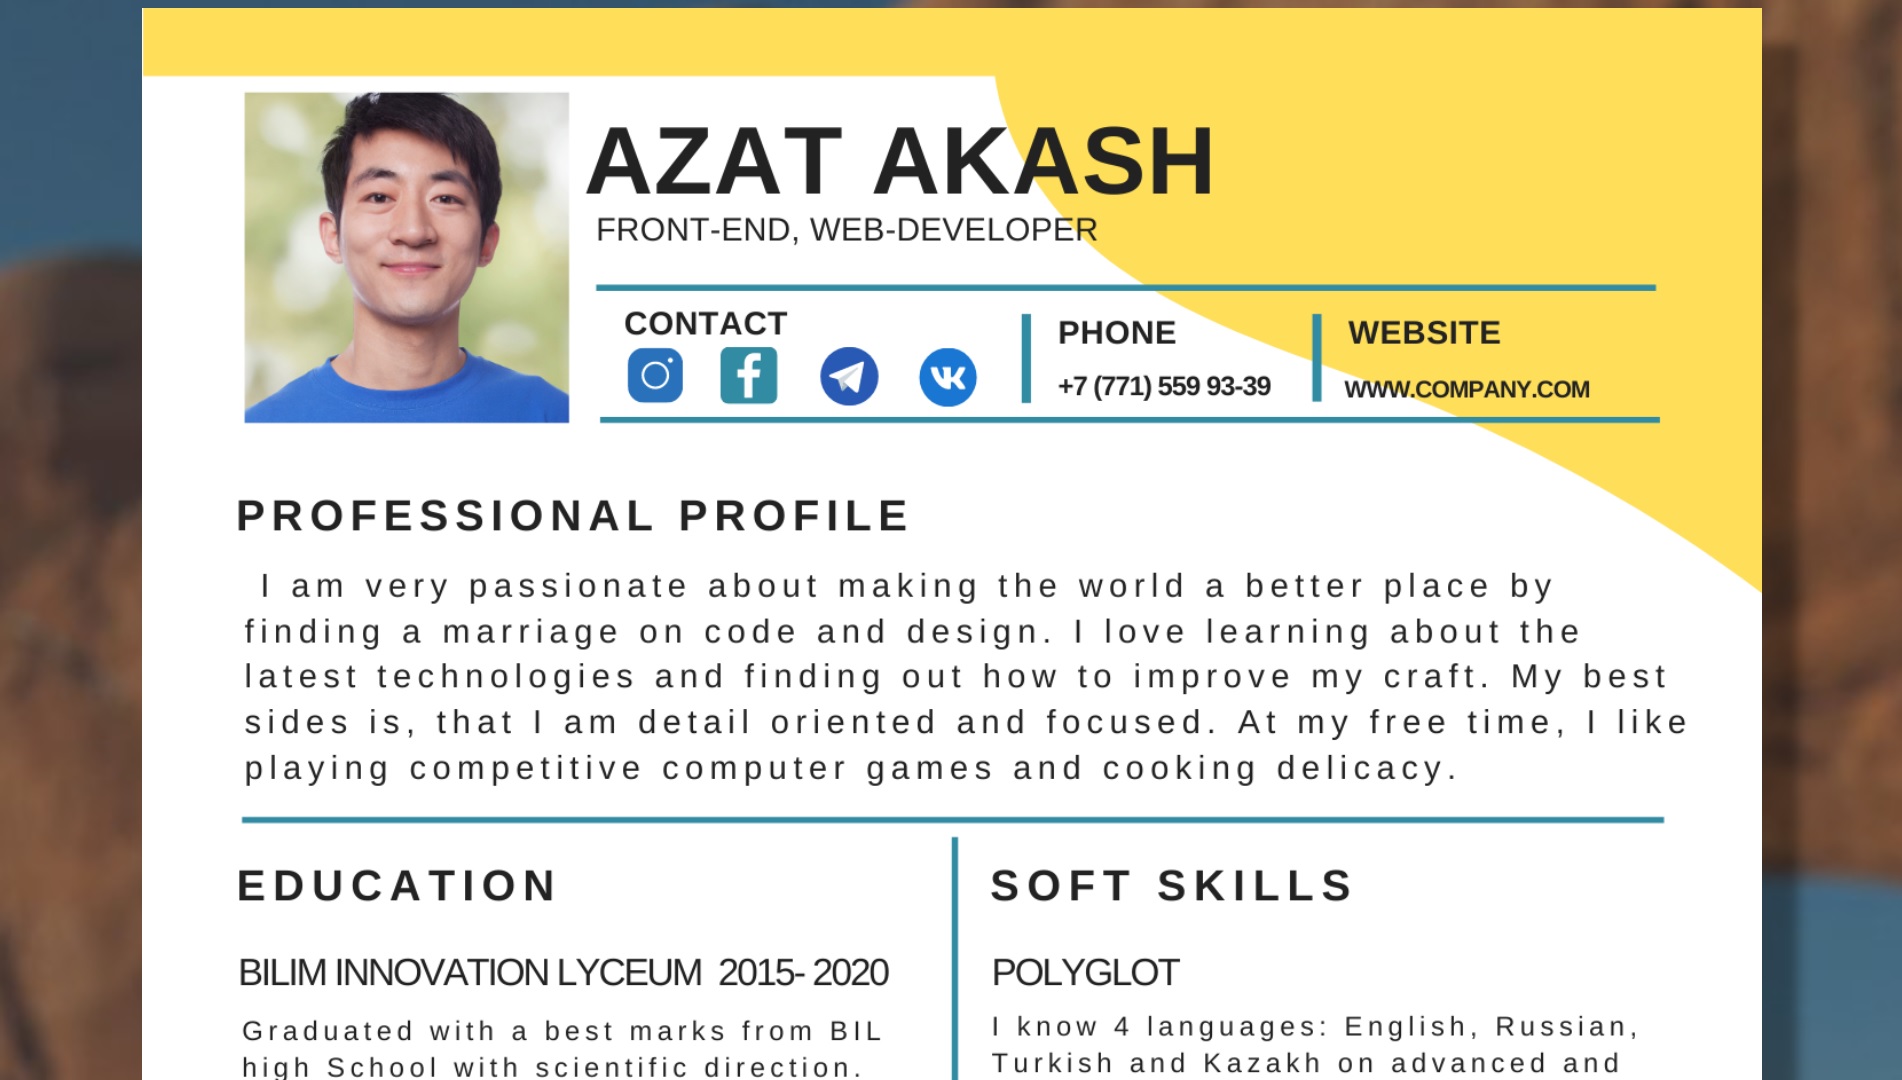 AZAT AKASH
FRONT-END, WEB-DEVELOPER
CONTACT
PHONE
+7 (771) 559 93-39
WEBSITE
WWW.COMPANY.COM
PROFESSIONAL PROFILE
I am very passionate about making the world a better place by
finding a marriage on code and design. I love learning about the
latest technologies and finding out how to improve my craft. My best
sides is, that I am detail oriented and focused. At my free time, I like
playing competitive computer games and cooking delicacy.
EDUCATION
BILIM INNOVATION LYCEUM 2015- 2020
Graduated with a best marks from BIL
high School with scientific direction.
SOFT SKILLS
POLYGLOT
I know 4 languages: English, Russian,
Turkish and Kazakh on advanced and